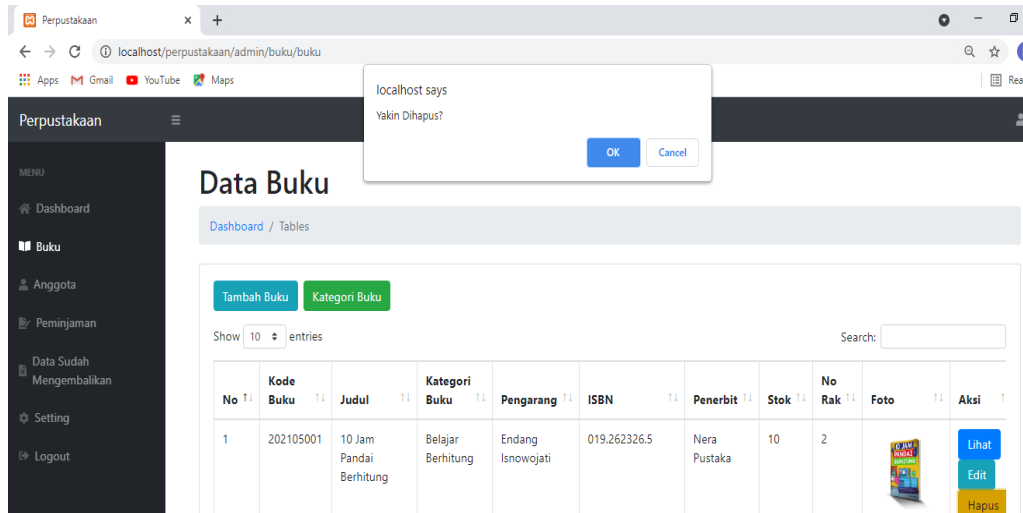 Perpustakaan
localhost/perpustakaan/admin/buku/buku
Apps Gmail YouTube Maps
localhost says
Yakin Dihapus?
OK Cancel
Perpustakaan
MENU
Dashboard
Buku
Anggota
Peminjaman
Data Sudah
Mengembalikan
Setting
Logout
Data Buku
Dashboard / Tables
Tambah Buku Kategori Buku
Show 10 entries Search:
No Kode Buku Judul Kategori Buku Pengarang ISBN Penerbit Stok No Rak Foto Aksi
1 202105001 10 Jam Pandai Berhitung Belajar Berhitung Endang Isnowojati 019.262326.5 Nera Pustaka 10 2
10 JAM
PANDAI
Lihat
Edit
Hapus